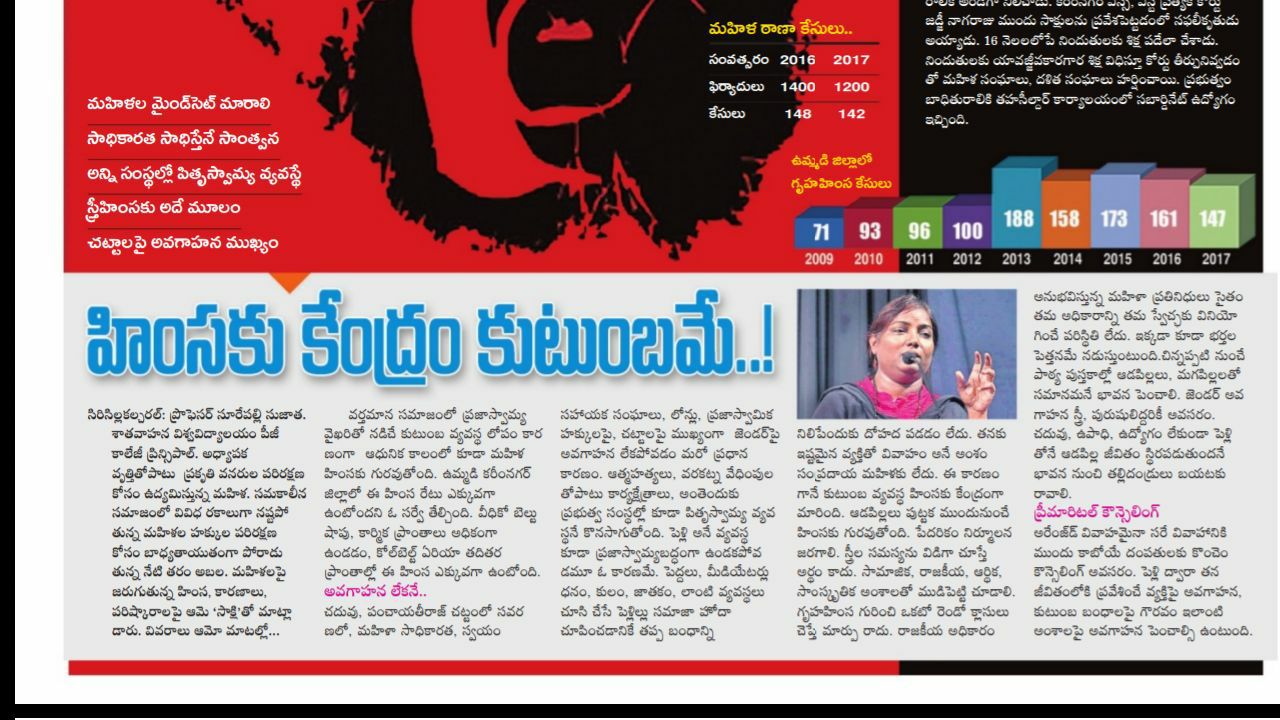 మహిళల మైండ్‌సెట్ మారాలి
సాధికారత సాధిస్తేనే సాంత్వన
అన్ని సంస్థల్లో పితృస్వామ్య వ్యవస్థే
స్త్రీహింసకు అదే మూలం
చట్టాలపై అవగాహన ముఖ్యం
మహిళ ఠాణా కేసులు..
సంవత్సరం 2016 2017
ఫిర్యాదులు 1400 1200
కేసులు 148 142
జడ్జీ నాగరాజు ముందు సాక్షులను ప్రవేశపెట్టడంలో సఫలీకృతుడు
అయ్యాడు. 16 నెలలలోపే నిందుతులకు శిక్ష పడేలా చేశాడు.
నిందుతులకు యావజ్జీవకారగార శిక్ష విధిస్తూ కోర్టు తీర్పునివ్వడం
తో మహిళ సంఘాలు, దళిత సంఘాలు హర్షించాయి. ప్రభుత్వం
బాధితురాలికి తహసీల్దార్ కార్యాలయంలో సబార్డినేట్ ఉద్యోగం
ఇచ్చింది.
ఉమ్మడి జిల్లాలో
గృహహింస కేసులు
71 93 96 100 188 158 173 161 147
2009 2010 2011 2012 2013 2014 2015 2016 2017
హింసకు కేంద్రం కుటుంబమే..!
సిరిసిల్లకల్చరల్: ప్రొఫెసర్ సూరేపల్లి సుజాత.
శాతవాహన విశ్వవిద్యాలయం పీజీ
కాలేజీ ప్రిన్సిపాల్. అధ్యాపక
వృత్తితోపాటు ప్రకృతి వనరుల పరిరక్షణ
కోసం ఉద్యమిస్తున్న మహిళ. సమకాలీన
సమాజంలో వివిధ రకాలుగా నష్టపో
తున్న మహిళల హక్కుల పరిరక్షణ
కోసం బాధ్యతాయుతంగా పోరాడు
తున్న నేటి తరం అబల. మహిళలపై
జరుగుతున్న హింస, కారణాలు,
పరిష్కారాలపై ఆమె 'సాక్షి'తో మాట్లా
డారు. వివరాలు ఆమో మాటల్లో...
వర్తమాన సమాజంలో ప్రజాస్వామ్య
వైఖరితో నడిచే కుటుంబ వ్యవస్థ లోపం కార
ణంగా ఆధునిక కాలంలో కూడా మహిళ
హింసకు గురవుతోంది. ఉమ్మడి కరీంనగర్
జిల్లాలో ఈ హింస రేటు ఎక్కువగా
ఉంటోందని ఓ సర్వే తేల్చింది. వీధికో బెల్టు
షాపు, కార్మిక ప్రాంతాలు అధికంగా
ఉండడం, కోల్‌బెల్ట్ ఏరియా తదితర
ప్రాంతాల్లో ఈ హింస ఎక్కువగా ఉంటోంది.
అవగాహన లేకనే..
చదువు, పంచాయతీరాజ్ చట్టంలో సవర
ణలో, మహిళా సాధికారత, స్వయం
సహాయక సంఘాలు, లోన్లు, ప్రజాస్వామిక
హక్కులపై, చట్టాలపై ముఖ్యంగా జెండర్‌పై
అవగాహన లేకపోవడం మరో ప్రధాన
కారణం. ఆత్మహత్యలు, వరకట్న వేధింపుల
తోపాటు కార్యక్షేత్రాలు, అంతెందుకు
ప్రభుత్వ సంస్థల్లో కూడా పితృస్వామ్య వ్యవ
స్థనే కొనసాగుతోంది. పెళ్లి అనే వ్యవస్థ
కూడా ప్రజాస్వామ్యబద్ధంగా ఉండకపోవ
డమూ ఓ కారణమే. పెద్దలు, మీడియేటర్లు
ధనం, కులం, జాతకం, లాంటి వ్యవస్థలు
చూసి చేసే పెళ్లిల్లు సమాజా హోదా
చూపించడానికే తప్ప బంధాన్ని
నిలిపేందుకు దోహద పడడం లేదు. తనకు
ఇష్టమైన వ్యక్తితో వివాహం అనే అంశం
సంప్రదాయ మహిళకు లేదు. ఈ కారణం
గానే కుటుంబ వ్యవస్థ హింసకు కేంద్రంగా
మారింది. ఆడపిల్లలు పుట్టక ముందునుంచే
హింసకు గురవుతోంది. పేదరికం నిర్మూలన
జరగాలి. స్త్రీల సమస్యను విడిగా చూస్తే
అర్థం కాదు. సామాజిక, రాజకీయ, ఆర్థిక,
సాంస్కృతిక అంశాలతో ముడిపెట్టి చూడాలి.
గృహహింస గురించి ఒకటో రెండో క్లాసులు
చెప్తే మార్పు రాదు. రాజకీయ అధికారం
అనుభవిస్తున్న మహిళా ప్రతినిధులు సైతం
తమ అధికారాన్ని తమ స్వేచ్ఛకు వినియో
గించే పరిస్థితి లేదు. ఇక్కడా కూడా భర్తల
పెత్తనమే నడుస్తుంటుంది.చిన్నప్పటి నుంచే
పాఠ్య పుస్తకాల్లో ఆడపిల్లలు, మగపిల్లలతో
సమానమనే భావన పెంచాలి. జెండర్ అవ
గాహన స్త్రీ, పురుషులిద్దరికీ అవసరం.
చదువు, ఉపాధి, ఉద్యోగం లేకుండా పెళ్లి
తోనే ఆడపిల్ల జీవితం స్థిరపడుతుందనే
భావన నుంచి తల్లిదండ్రులు బయటకు
రావాలి.
ప్రీమారిటల్ కౌన్సెలింగ్
అరేంజ్‌డ్ వివాహమైనా సరే వివాహానికి
ముందు కాబోయే దంపతులకు కొంచెం
కౌన్సెలింగ్ అవసరం. పెళ్లి ద్వారా తన
జీవితంలోకి ప్రవేశించే వ్యక్తిపై అవగాహన,
కుటుంబ బంధాలపై గౌరవం ఇలాంటి
అంశాలపై అవగాహన పెంచాల్సి ఉంటుంది.